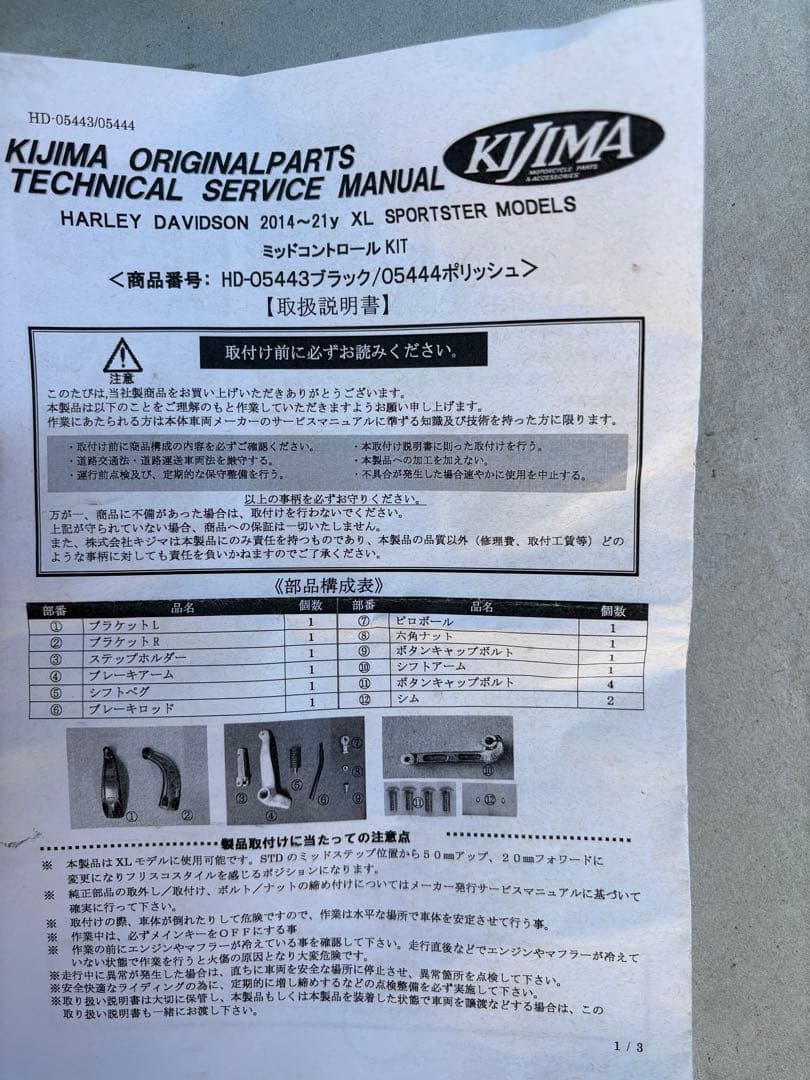 HD-05443/05444
KIJIMA ORIGINALPARTS
TECHNICAL SERVICE MANUAL
KIJIMA
MOTORCYCLE PARTS
& ACCESSORIES
HARLEY DAVIDSON 2014～21y XL SPORTSTER MODELS
ミッドコントロールKIT
＜商品番号: HD-05443ブラック/05444ポリッシュ＞
【取扱説明書】
注意
取付け前に必ずお読みください。
このたびは,当社製商品をお買い上げいただきありがとうございます。
本製品は以下のことをご理解のもと作業していただきますようお願い申し上げます。
作業にあたられる方は本体車両メーカーのサービスマニュアルに準ずる知識及び技術を持った方に限ります。
・取付け前に商品構成の内容を必ずご確認ください。 ・本取付け説明書に則った取付けを行う。
・道路交通法・道路運送車両法を厳守する。 ・本製品への加工を加えない。
・運行前点検及び、定期的な保守整備を行う。 ・不具合が発生した場合速やかに使用を中止する。
以上の事柄を必ずお守りください。
万が一、商品に不備があった場合は、取付けを行わないでください。
上記が守られていない場合、商品への保証は一切いたしません。
また、株式会社キジマは本製品にのみ責任を持つものであり、本製品の品質以外（修理費、取付工賃等）どの
ような事柄に対しても責任を負いかねますのでご了承ください。
《部品構成表》
部番 品名 個数 部番 品名 個数
① ブラケットL 1 ⑦ ピロボール 1
② ブラケットR 1 ⑧ 六角ナット 1
③ ステップホルダー 1 ⑨ ボタンキャップボルト 1
④ ブレーキアーム 1 ⑩ シフトアーム 1
⑤ シフトペグ 1 ⑪ ボタンキャップボルト 4
⑥ ブレーキロッド 1 ⑫ シム 2
① ② ③ ④ ⑤ ⑥ ⑦ ⑧ ⑨ ⑩ ⑪ ⑫
製品取付けに当たっての注意点
※ 本製品はXLモデルに使用可能です。STDのミッドステップ位置から50㎜アップ、20㎜フォワードに
変更になりフリスコスタイルを感じるポジションになります。
※ 純正部品の取外し／取付け、ボルト／ナットの締め付けについてはメーカー発行サービスマニュアルに基づいて
確実に行って下さい。
※ 取付けの際、車体が倒れたりして危険ですので、作業は水平な場所で車体を安定させて行う事。
※ 作業中は、必ずメインキーをOFFにする事
※ 作業の前にエンジンやマフラーが冷えている事を確認して下さい。走行直後などでエンジンやマフラーが冷えて
いない状態で作業を行うと火傷の原因となり大変危険です。
※走行中に異常が発生した場合は、直ちに車両を安全な場所に停止させ、異常箇所を点検して下さい。
※安全快適なライディングの為に、定期的に増し締めするなどの点検整備を必ず実施して下さい。
※取り扱い説明書は大切に保管し、本製品もしくは本製品を装着した状態で車両を譲渡などする場合は、この
取り扱い説明書も一緒にお渡し下さい。
1 / 3